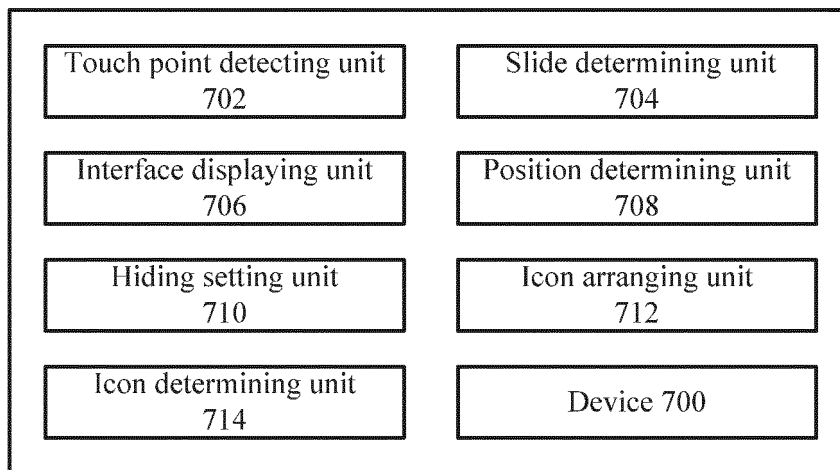 Touch point detecting unit
702
Slide determining unit
704
Interface displaying unit
706
Position determining unit
708
Hiding setting unit
710
Icon arranging unit
712
Icon determining unit
714
Device 700